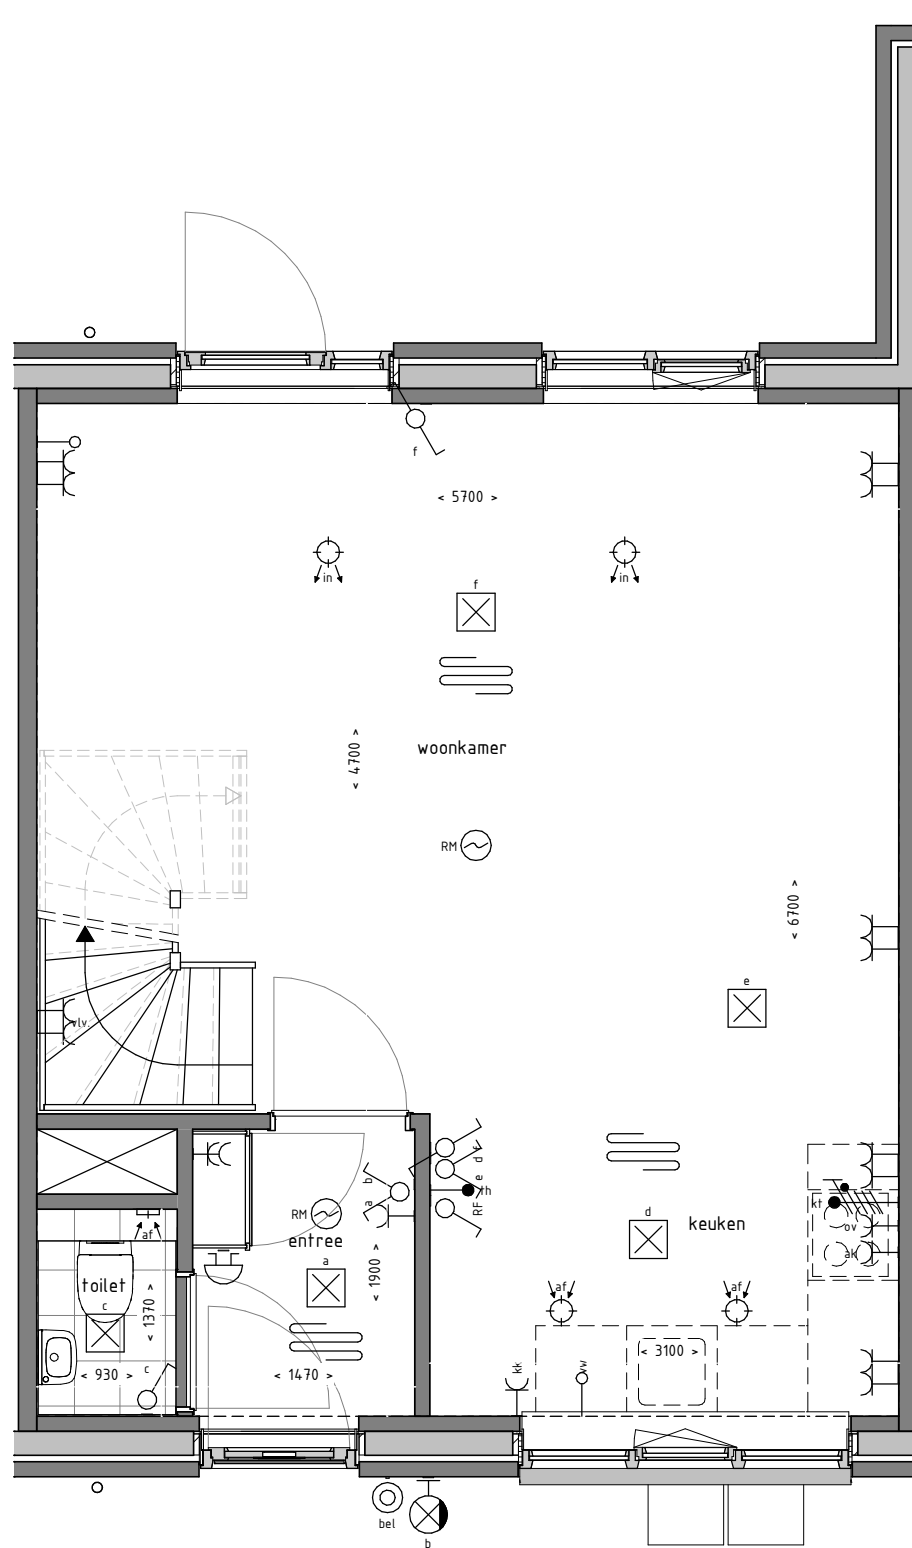 f
< 5700 >
in
in
f
woonkamer
< 4700 >
RM
< 6700 >
e
vlv.
d f
e
th
RF
b
a
RM
entree
a
< 1900 >
< 1470 >
af
toilet
c
< 1370 >
< 930 >
c
d
keuken
kt
ov
ak
af
af
< 3100 >
kk
vw
bel
b